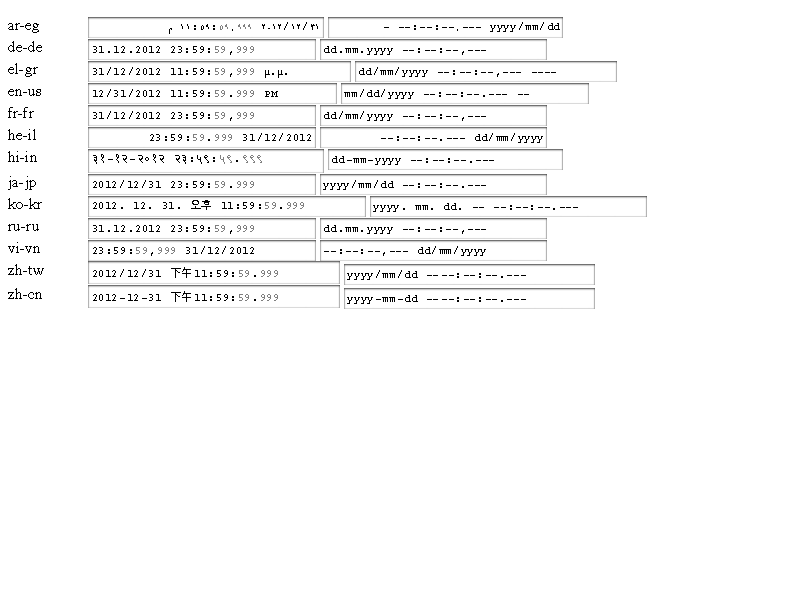 ar-eg ٢٠١٢/١٢/٣١ ١١:٥٩:٥٩,٩٩٩ م - --:--:--.--- yyyy/mm/dd
de-de 31.12.2012 23:59:59,999 dd.mm.yyyy --:--:--,---
el-gr 31/12/2012 11:59:59,999 μ.μ. dd/mm/yyyy --:--:--,--- ----
en-us 12/31/2012 11:59:59.999 PM mm/dd/yyyy --:--:--.--- --
fr-fr 31/12/2012 23:59:59,999 dd/mm/yyyy --:--:--,---
he-il 23:59:59.999 31/12/2012 --:--:--.--- dd/mm/yyyy
hi-in ३१-१२-२०१२ २३:५९:५९.९९९ dd-mm-yyyy --:--:--.---
ja-jp 2012/12/31 23:59:59.999 yyyy/mm/dd --:--:--.---
ko-kr 2012. 12. 31. 오후 11:59:59.999 yyyy. mm. dd. -- --:--:--.---
ru-ru 31.12.2012 23:59:59,999 dd.mm.yyyy --:--:--,---
vi-vn 23:59:59,999 31/12/2012 --:--:--,--- dd/mm/yyyy
zh-tw 2012/12/31 下午11:59:59.999 yyyy/mm/dd ----:--:--.---
zh-cn 2012-12-31 下午11:59:59.999 yyyy-mm-dd ----:--:--.---